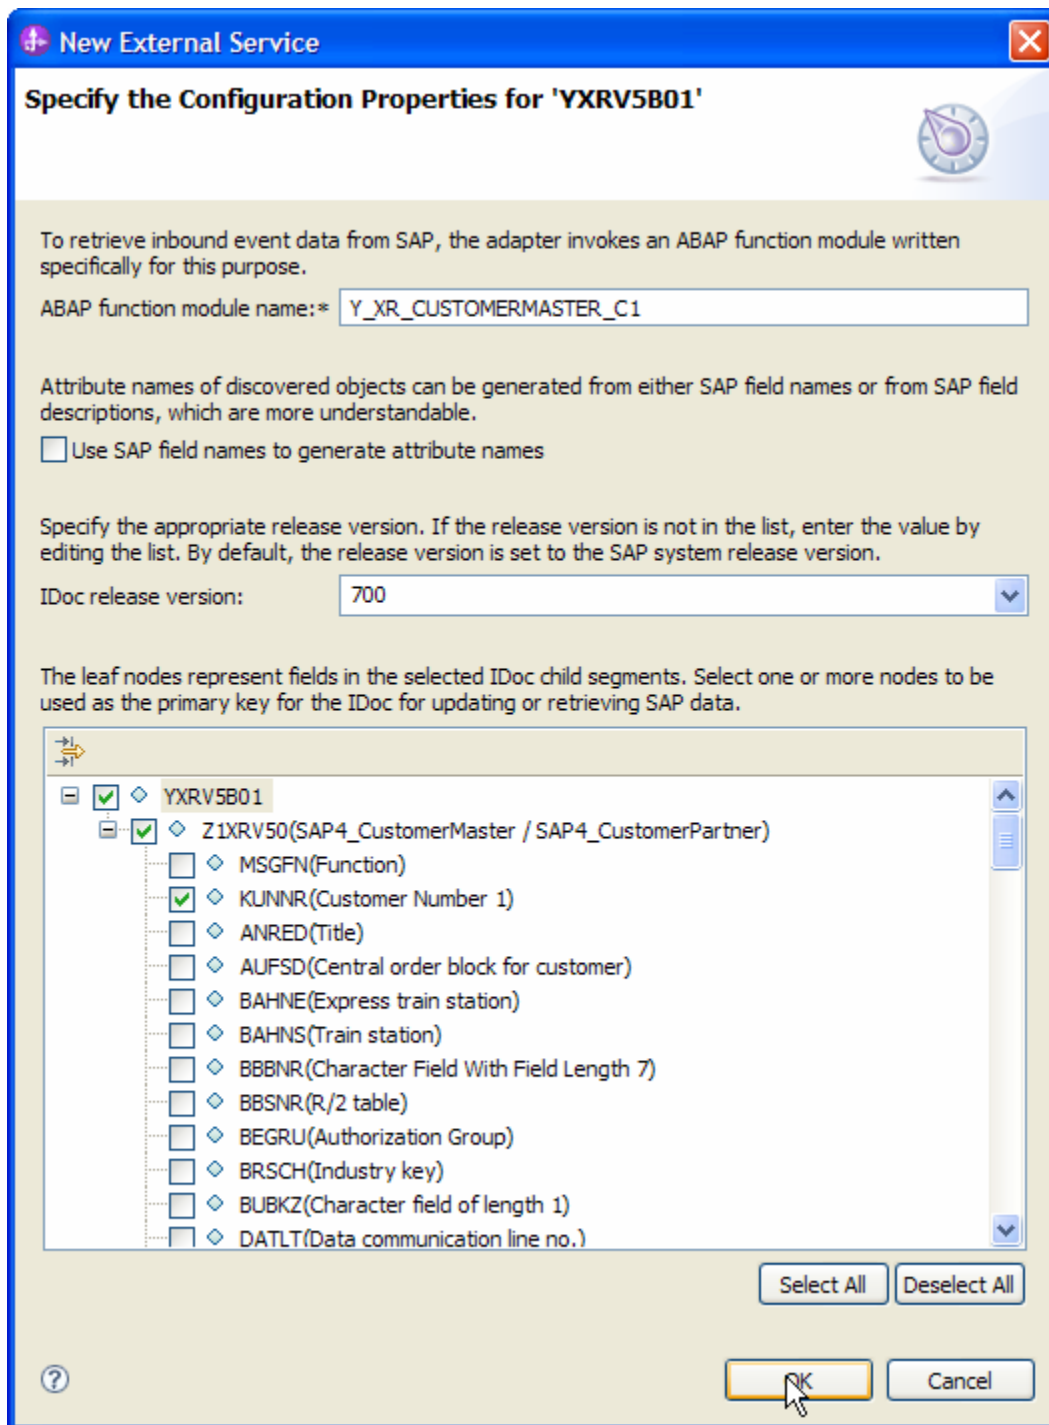 New External Service
Specify the Configuration Properties for 'YXRV5B01'
To retrieve inbound event data from SAP, the adapter invokes an ABAP function module written
specifically for this purpose.
ABAP function module name:* Y_XR_CUSTOMERMASTER_C1
Attribute names of discovered objects can be generated from either SAP field names or from SAP field
descriptions, which are more understandable.
Use SAP field names to generate attribute names
Specify the appropriate release version. If the release version is not in the list, enter the value by
editing the list. By default, the release version is set to the SAP system release version.
IDoc release version: 700
The leaf nodes represent fields in the selected IDoc child segments. Select one or more nodes to be
used as the primary key for the IDoc for updating or retrieving SAP data.
YXRV5B01
Z1XRV50(SAP4_CustomerMaster / SAP4_CustomerPartner)
MSGFN(Function)
KUNNR(Customer Number 1)
ANRED(Title)
AUFSD(Central order block for customer)
BAHNE(Express train station)
BAHNS(Train station)
BBBNR(Character Field With Field Length 7)
BBSNR(R/2 table)
BEGRU(Authorization Group)
BRSCH(Industry key)
BUBKZ(Character field of length 1)
DATLT(Data communication line no.)
Select All Deselect All
? OK Cancel